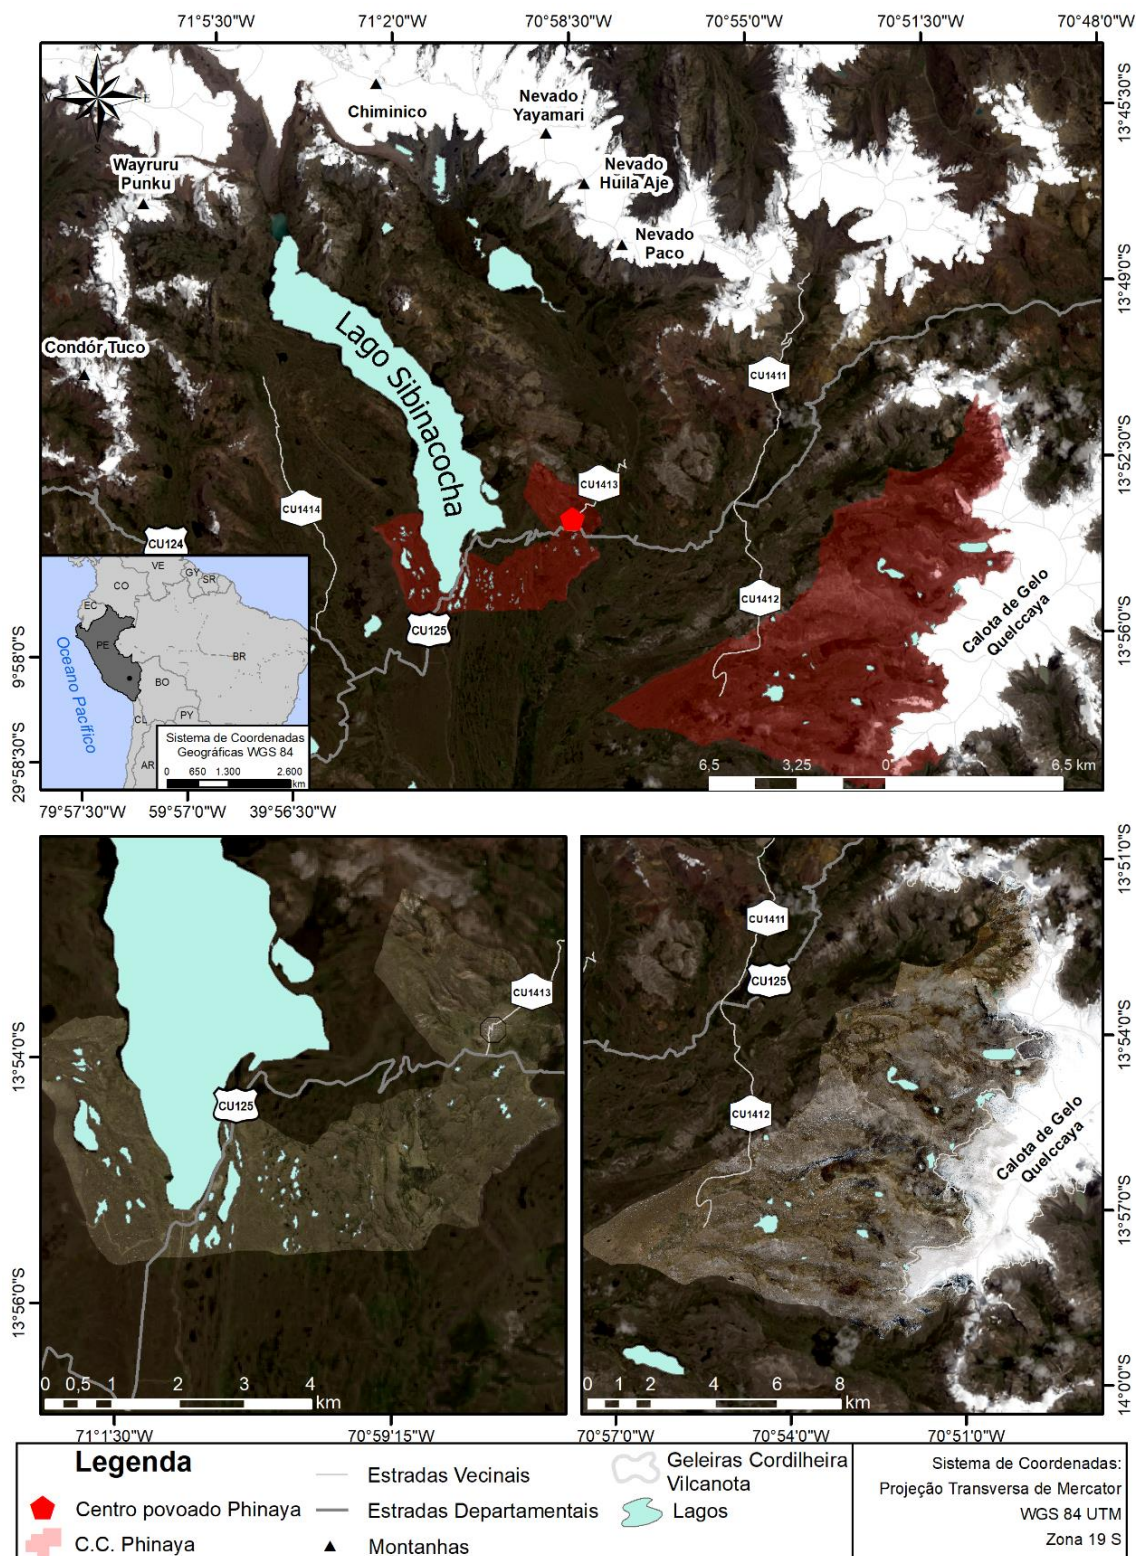 71°5'30"W
71°2'0"W
70°58'30"W
70°55'0"W
70°51'30"W
70°48'0"W
N
E
S
Chiminico
Nevado
Yayamari
Wayruru
Punku
Nevado
Huila Aje
Nevado
Paco
Condór Tuco
Lago Sibinacocha
CU1411
CU1413
CU1414
CU124
CU1412
CU125
Calota de Gelo
Quelccaya
13°45'30"S
13°49'0"S
13°52'30"S
13°56'0"S
VE
GY
SR
CO
EC
PE
BR
BO
PY
CL
AR
Oceano Pacífico
Sistema de Coordenadas
Geográficas WGS 84
0 650 1.300 2.600
km
9°58'0"S
29°58'30"S
79°57'30"W
59°57'0"W
39°56'30"W
6,5 3,25 0 6,5 km
CU1413
CU125
13°54'0"S
13°56'0"S
0 0,5 1 2 3 4
km
71°1'30"W
70°59'15"W
CU1411
CU125
CU1412
Calota de Gelo
Quelccaya
13°51'0"S
13°54'0"S
13°57'0"S
14°0'0"S
0 1 2 4 6 8
km
70°57'0"W
70°54'0"W
70°51'0"W
Legenda
Centro povoado Phinaya
C.C. Phinaya
Estradas Vecinais
Estradas Departamentais
Montanhas
Geleiras Cordilheira
Vilcanota
Lagos
Sistema de Coordenadas:
Projeção Transversa de Mercator
WGS 84 UTM
Zona 19 S